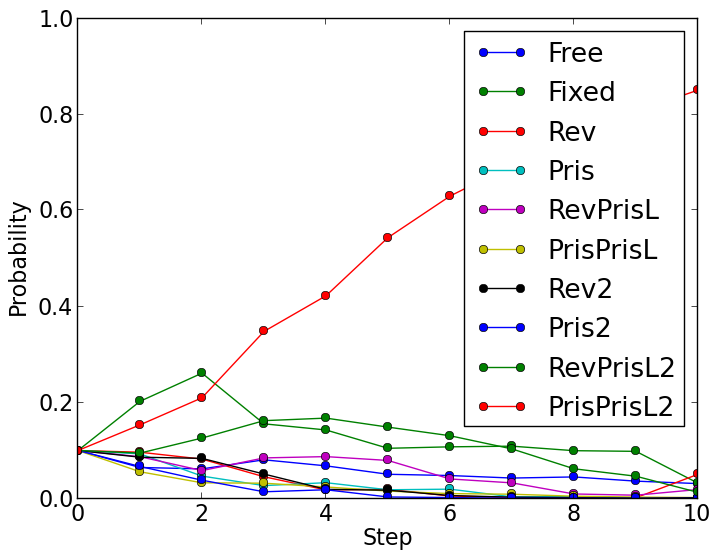 1.0
0.8
0.6
0.4
0.2
0.0
Probability
0
2
4
6
8
10
Step
Free
Fixed
Rev
Pris
RevPrisL
PrisPrisL
Rev2
Pris2
RevPrisL2
PrisPrisL2